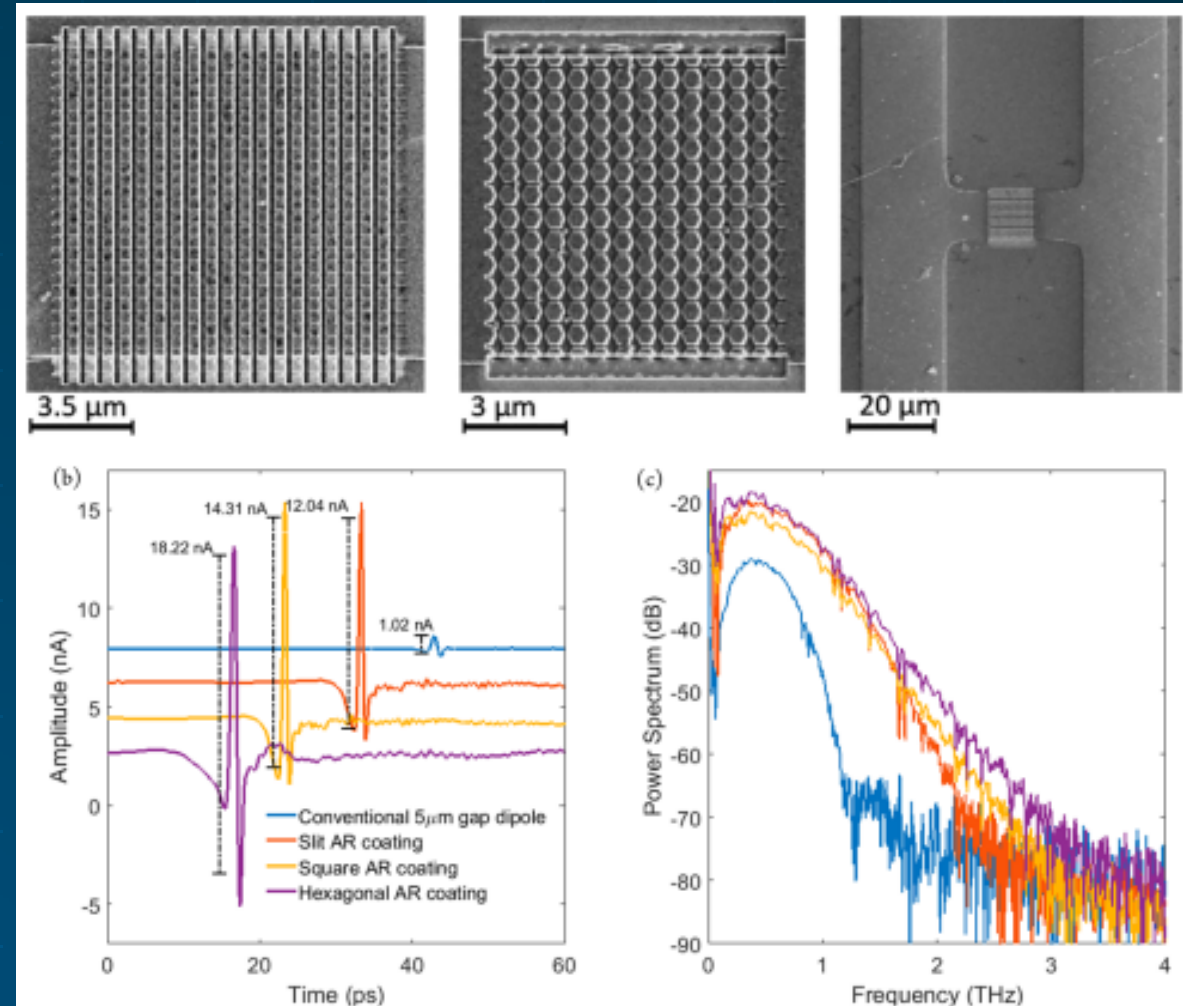 3.5 μm
3 μm
20 μm
(b)
15
10
5
0
-5
Amplitude (nA)
18.22 nA
14.31 nA
12.04 nA
1.02 nA
Conventional 5μm gap dipole
Slit AR coating
Square AR coating
Hexagonal AR coating
0
20
40
60
Time (ps)
(c)
-20
-30
-40
-50
-60
-70
-80
-90
Power Spectrum (dB)
0
1
2
3
4
Frequency (THz)